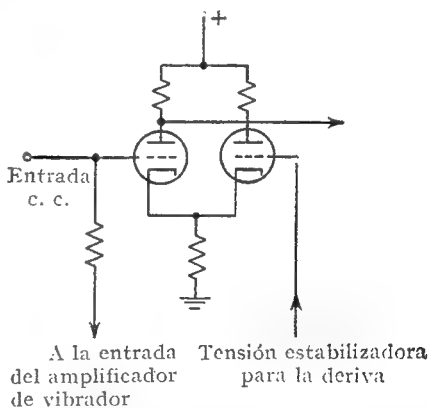 +
Entrada
c. c.
A la entrada
del amplificador
de vibrador
Tensión estabilizadora
para la deriva